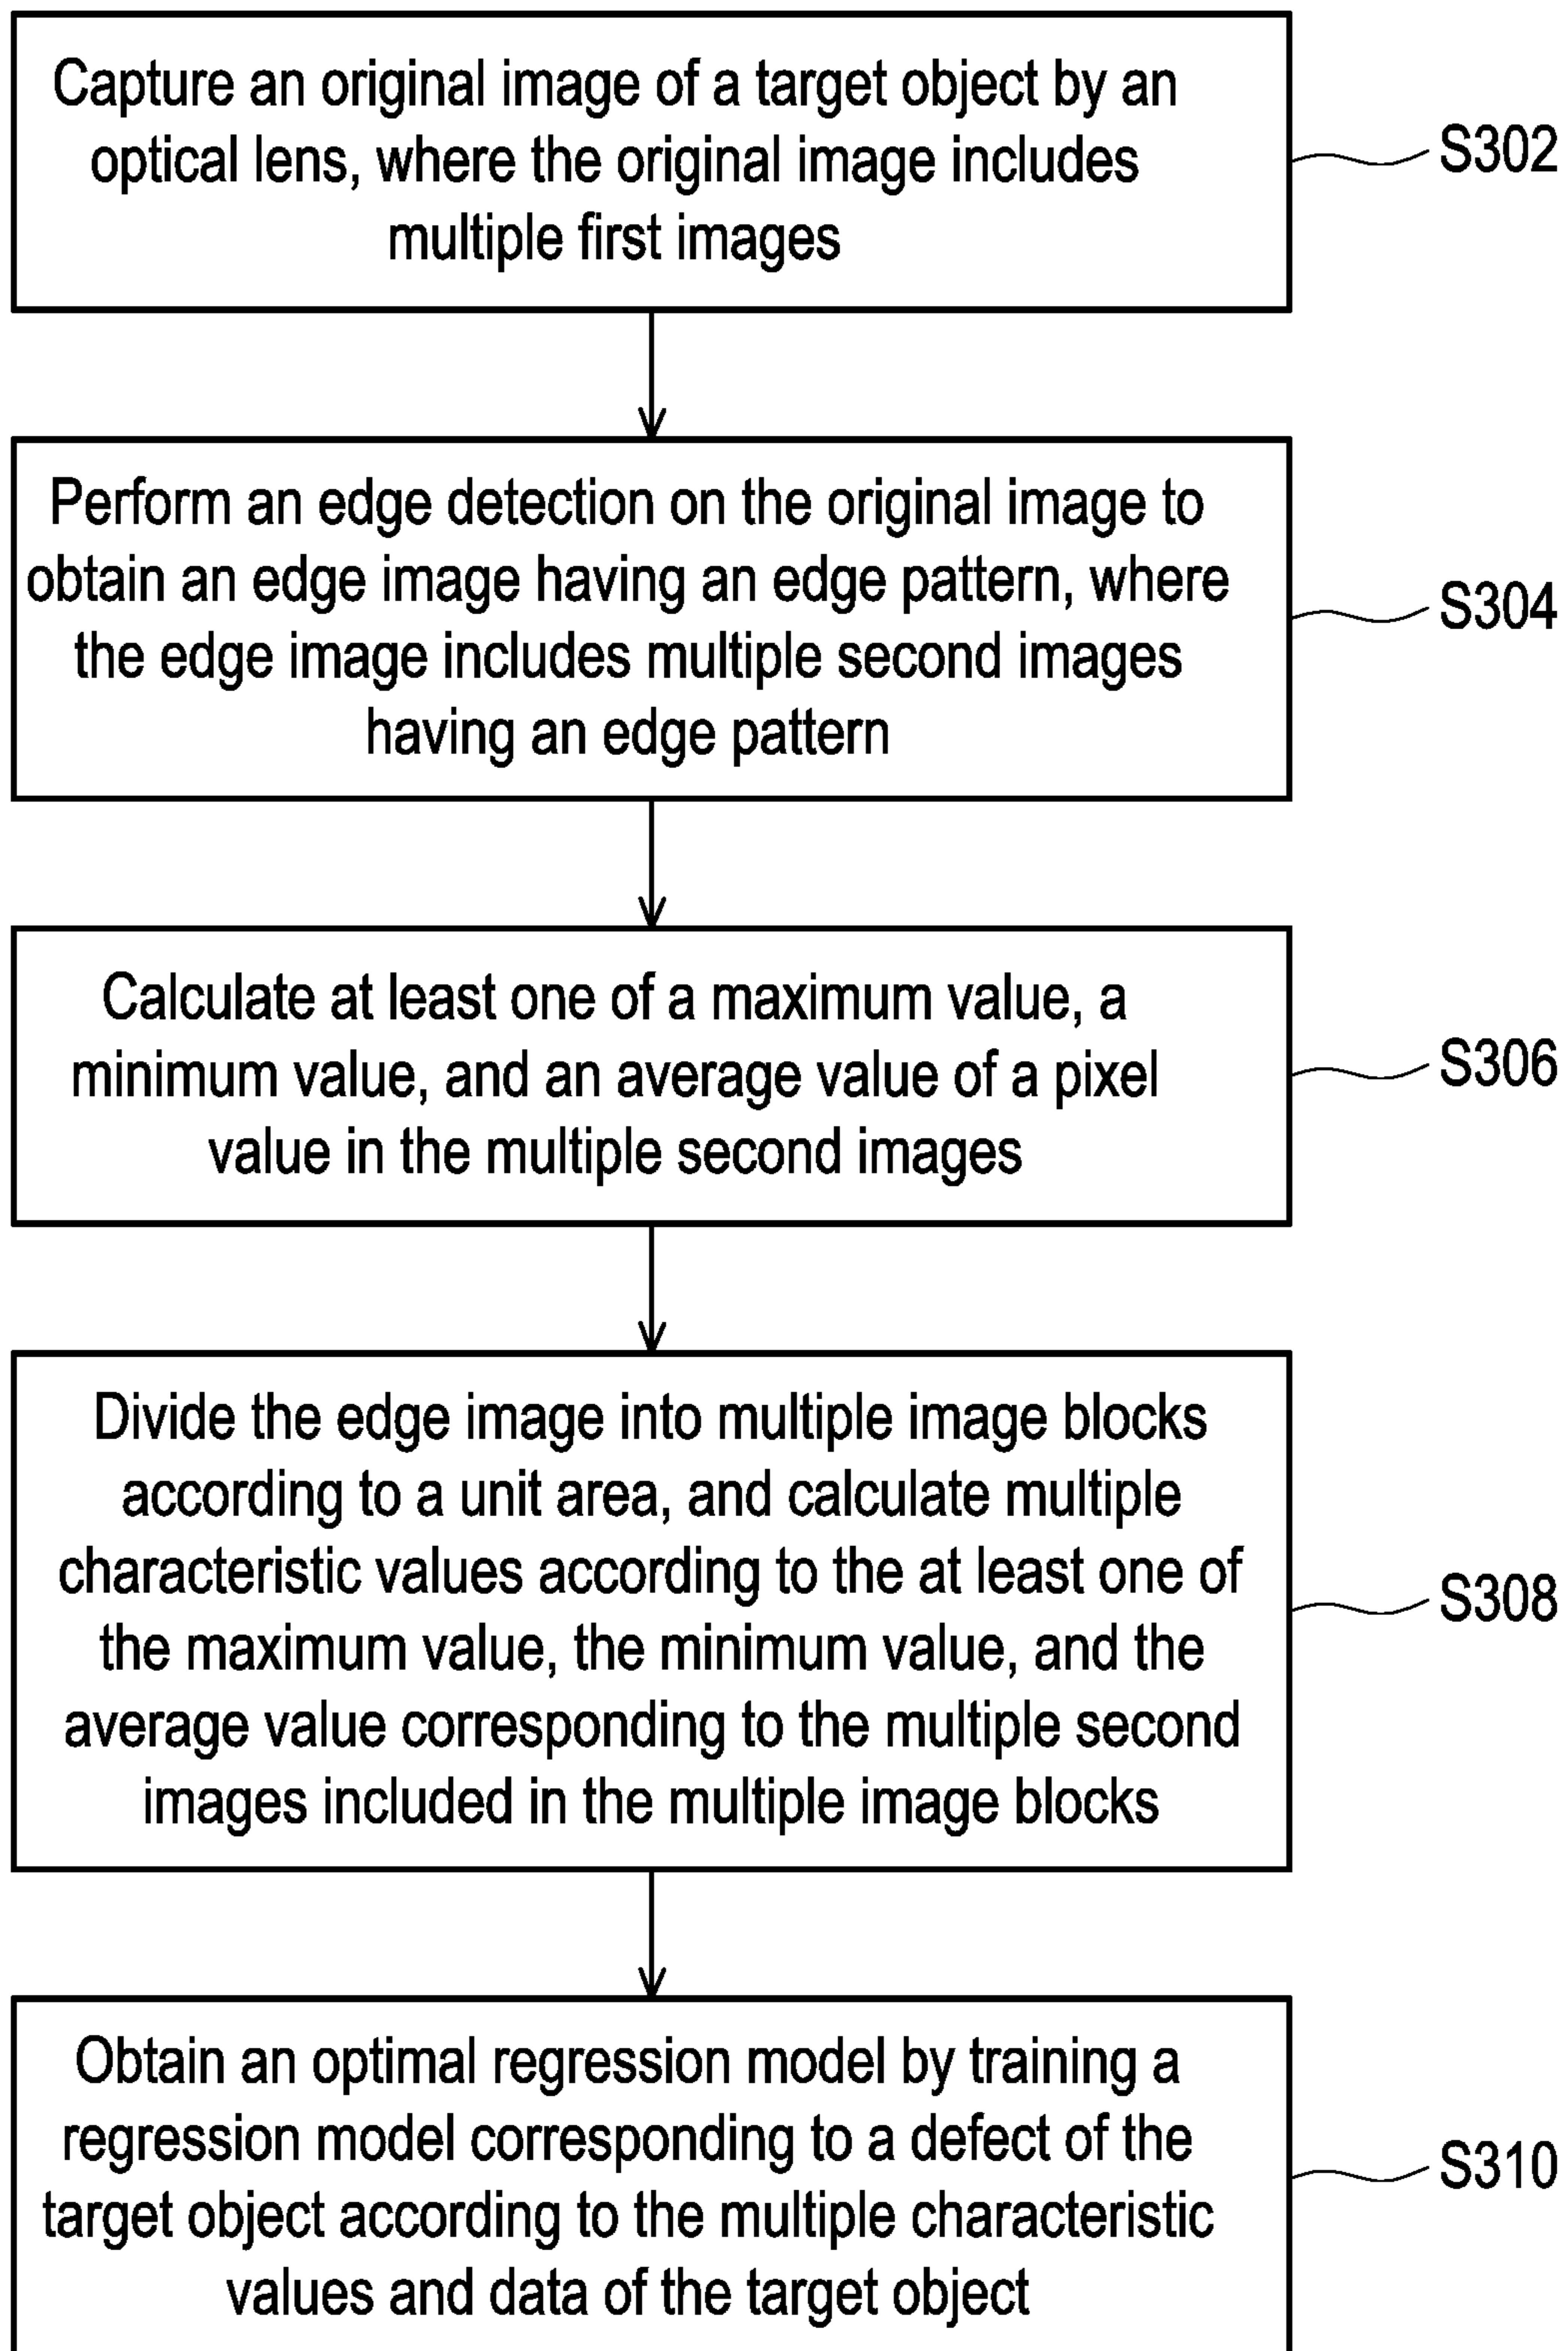 Capture an original image of a target object by an
optical lens, where the original image includes
multiple first images
S302
Perform an edge detection on the original image to
obtain an edge image having an edge pattern, where
the edge image includes multiple second images
having an edge pattern
S304
Calculate at least one of a maximum value, a
minimum value, and an average value of a pixel
value in the multiple second images
S306
Divide the edge image into multiple image blocks
according to a unit area, and calculate multiple
characteristic values according to the at least one of
the maximum value, the minimum value, and the
average value corresponding to the multiple second
images included in the multiple image blocks
S308
Obtain an optimal regression model by training a
regression model corresponding to a defect of the
target object according to the multiple characteristic
values and data of the target object
S310